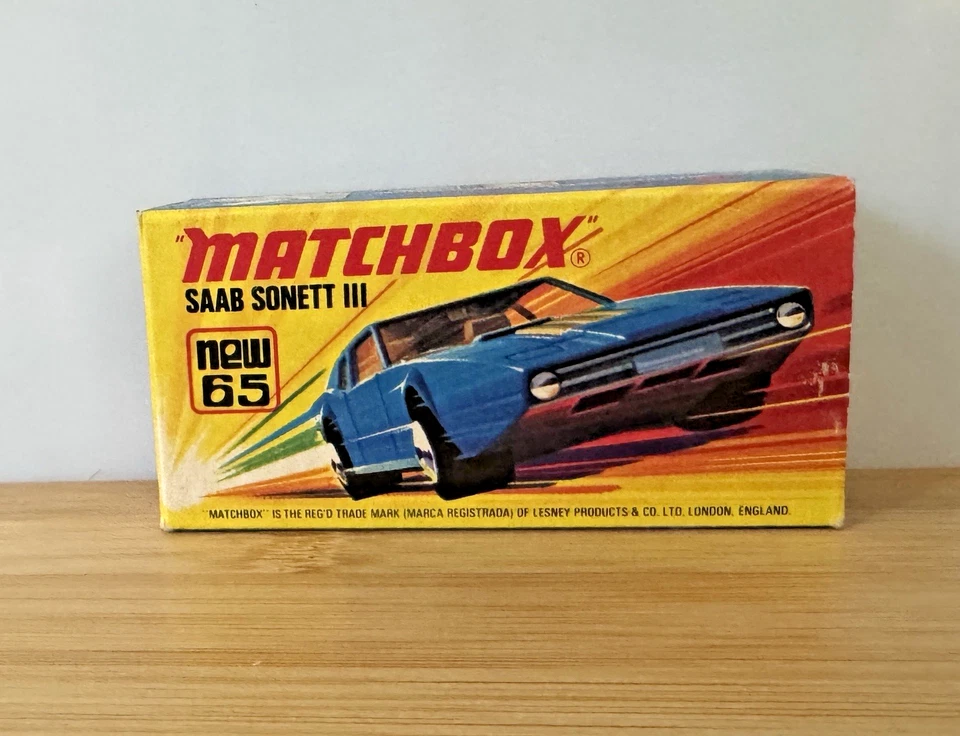 "MATCHBOX"®
SAAB SONETT III
new
65
"MATCHBOX" IS THE REG'D TRADE MARK (MARCA REGISTRADA) OF LESNEY PRODUCTS & CO. LTD. LONDON, ENGLAND.